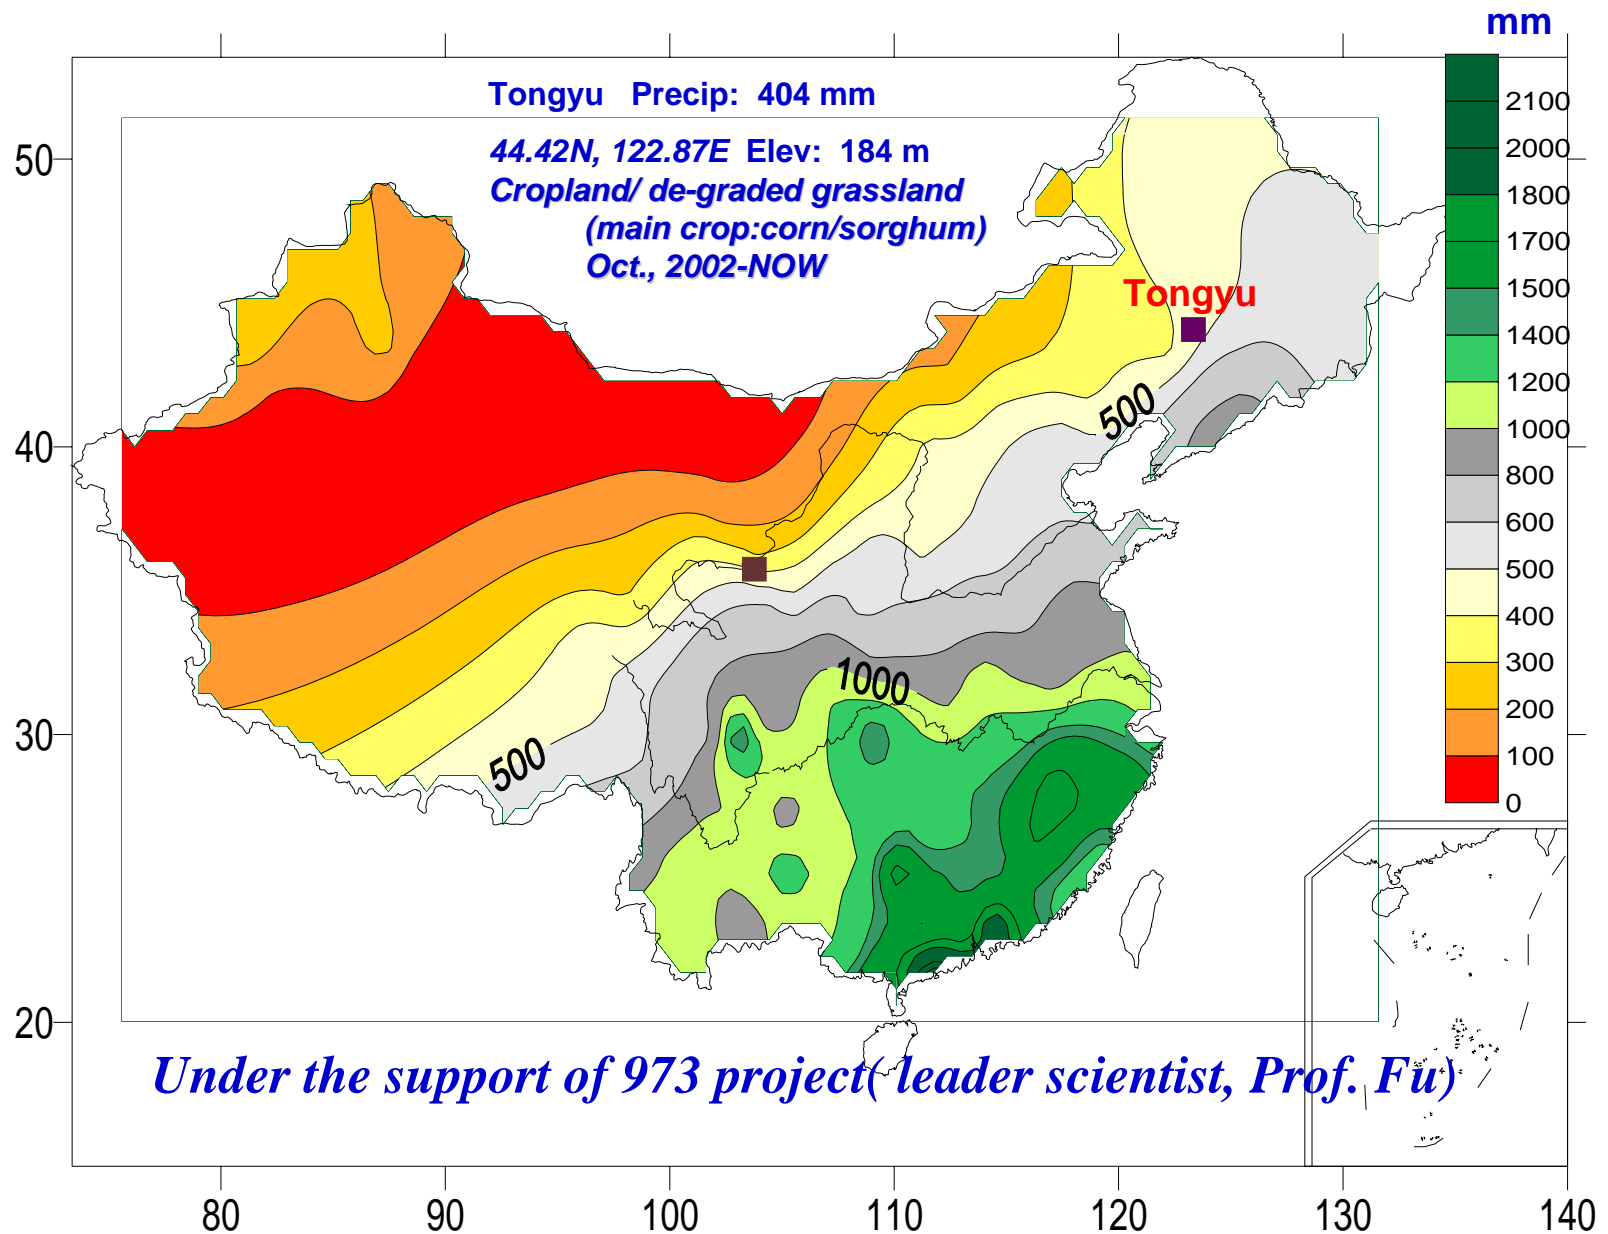 mm
Tongyu Precip: 404 mm
44.42N, 122.87E Elev: 184 m
Cropland/ de-graded grassland
(main crop:corn/sorghum)
Oct., 2002-NOW
Tongyu
500
1000
500
50
40
30
20
2100
2000
1800
1700
1500
1400
1200
1000
800
600
500
400
300
200
100
0
Under the support of 973 project( leader scientist, Prof. Fu)
80 90 100 110 120 130 140